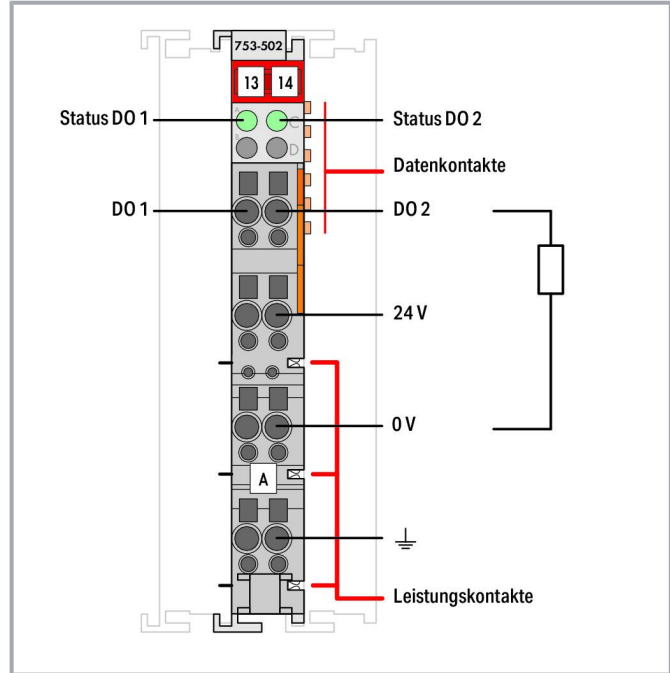 753-502
13 14
Status DO 1
A C
Status DO 2
B D
Datenkontakte
DO 1
DO 2
24 V
0 V
A
Leistungskontakte